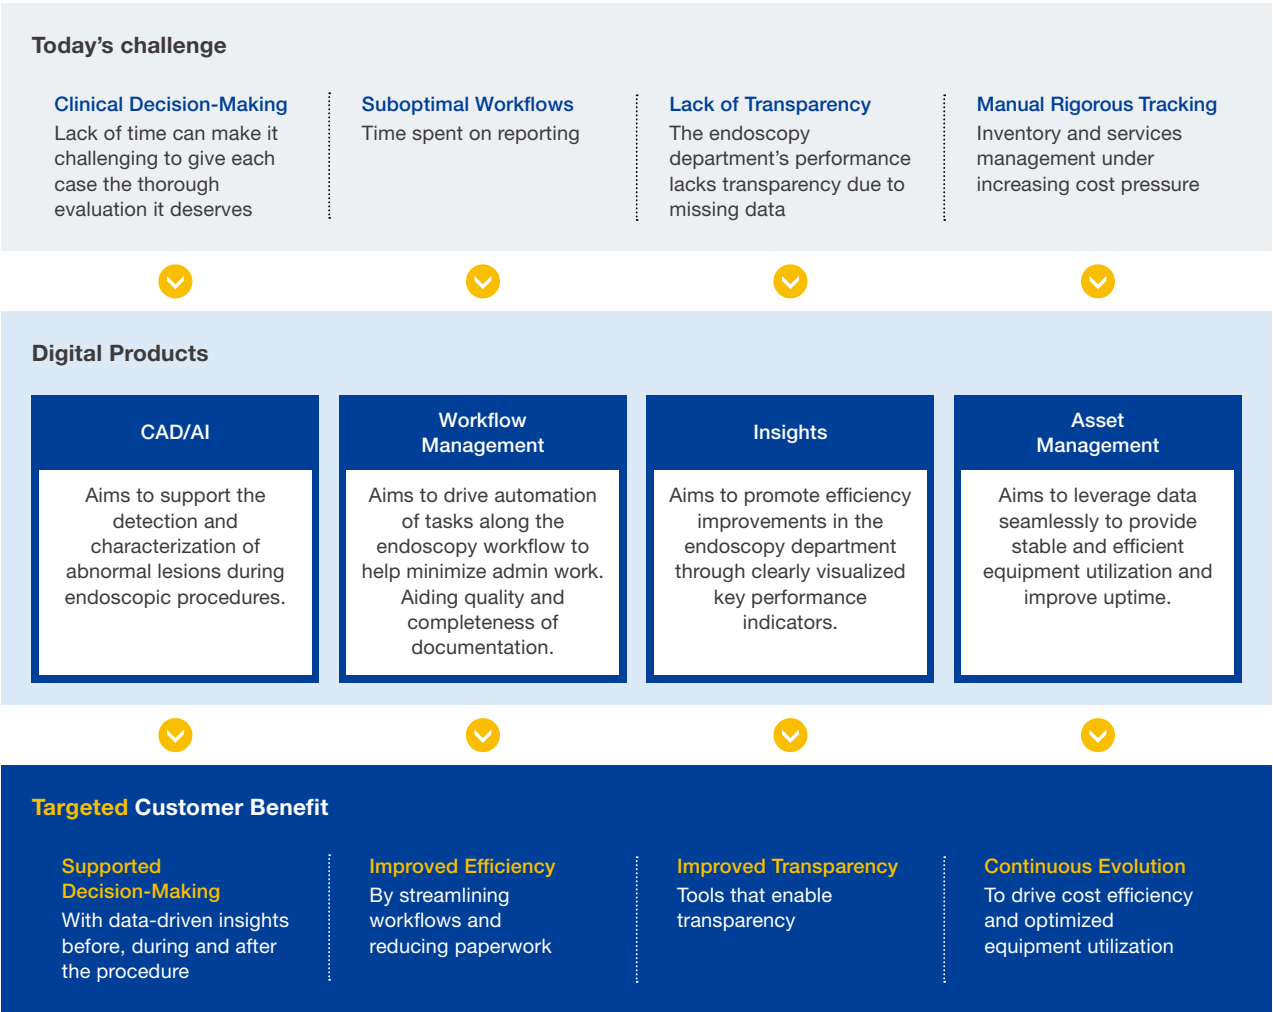 Today’s challenge
Clinical Decision-Making
Lack of time can make it
challenging to give each
case the thorough
evaluation it deserves
Suboptimal Workflows
Time spent on reporting
Lack of Transparency
The endoscopy
department’s performance
lacks transparency due to
missing data
Manual Rigorous Tracking
Inventory and services
management under
increasing cost pressure
Digital Products
CAD/AI
Aims to support the
detection and
characterization of
abnormal lesions during
endoscopic procedures.
Workflow
Management
Aims to drive automation
of tasks along the
endoscopy workflow to
help minimize admin work.
Aiding quality and
completeness of
documentation.
Insights
Aims to promote efficiency
improvements in the
endoscopy department
through clearly visualized
key performance
indicators.
Asset
Management
Aims to leverage data
seamlessly to provide
stable and efficient
equipment utilization and
improve uptime.
Targeted Customer Benefit
Supported
Decision-Making
With data-driven insights
before, during and after
the procedure
Improved Efficiency
By streamlining
workflows and
reducing paperwork
Improved Transparency
Tools that enable
transparency
Continuous Evolution
To drive cost efficiency
and optimized
equipment utilization